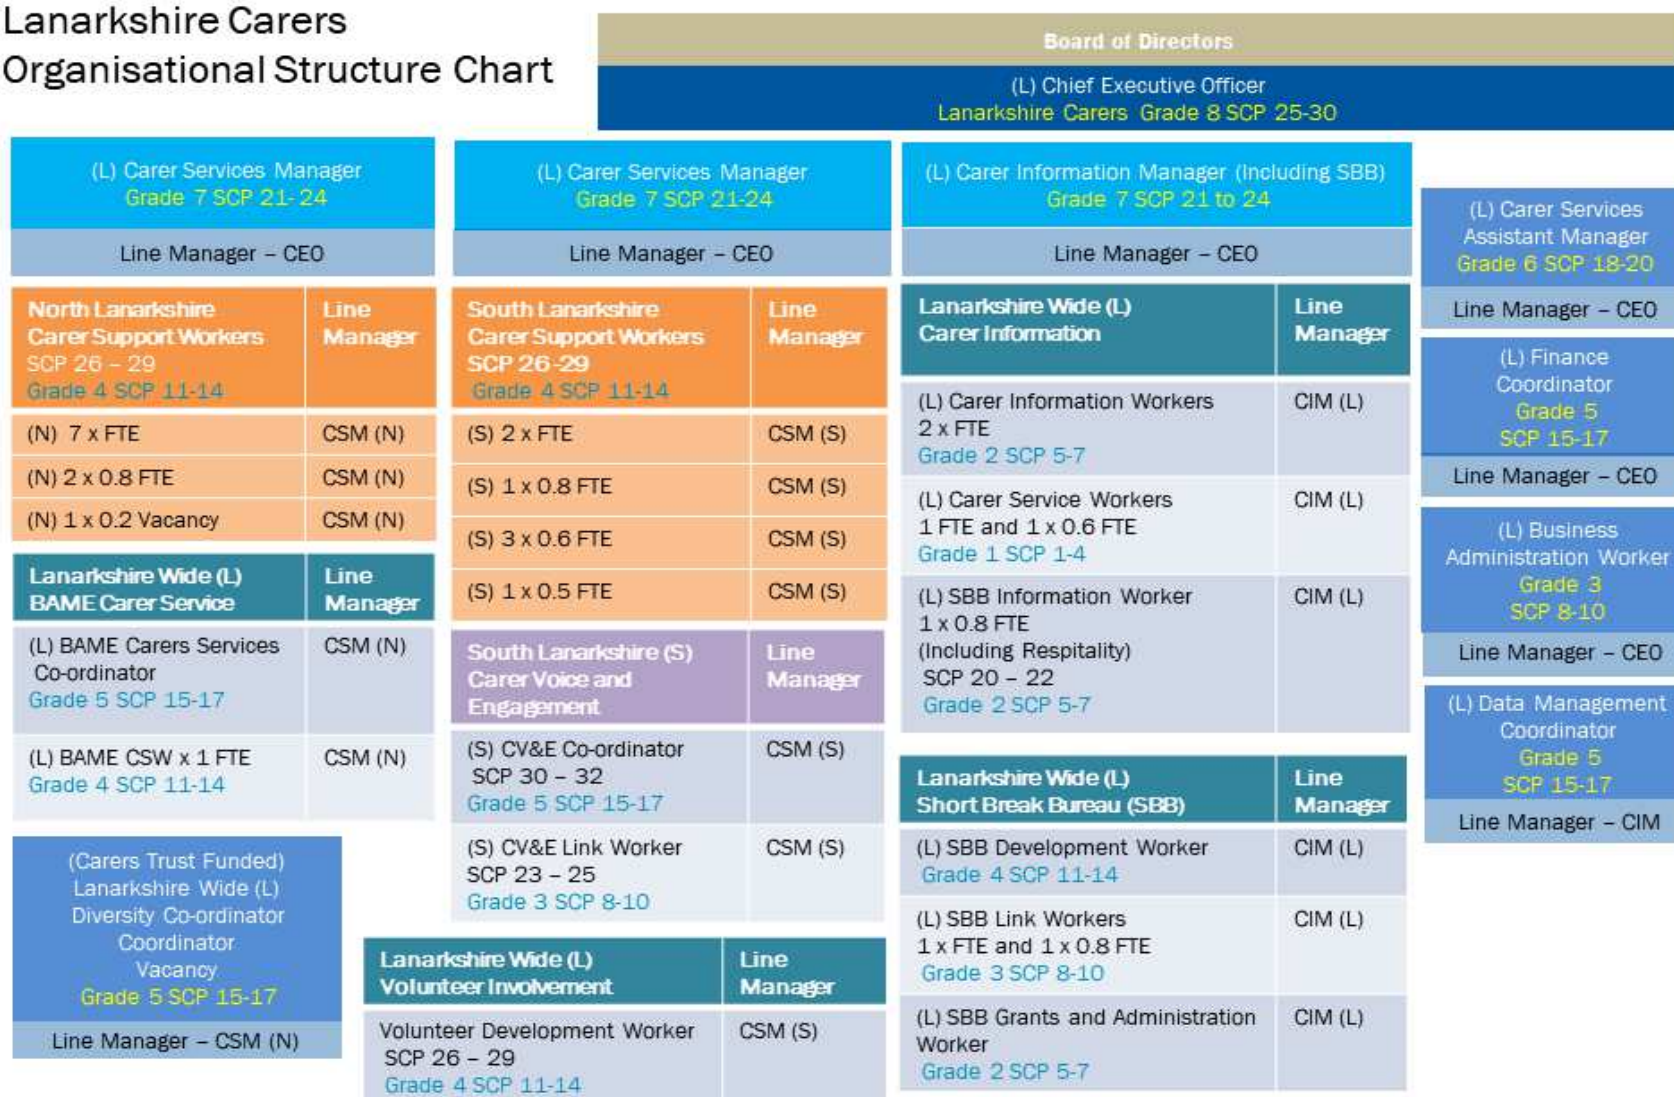 Lanarkshire Carers
Organisational Structure Chart
Board of Directors
(L) Chief Executive Officer
Lanarkshire Carers Grade 8 SCP 25-30
(L) Carer Services Manager
Grade 7 SCP 21- 24
Line Manager – CEO
North Lanarkshire
Carer Support Workers
SCP 26 – 29
Grade 4 SCP 11-14
Line
Manager
(N) 7 x FTE
CSM (N)
(N) 2 x 0.8 FTE
CSM (N)
(N) 1 x 0.2 Vacancy
CSM (N)
Lanarkshire Wide (L)
BAME Carer Service
Line
Manager
(L) BAME Carers Services
Co-ordinator
Grade 5 SCP 15-17
CSM (N)
(L) BAME CSW x 1 FTE
Grade 4 SCP 11-14
CSM (N)
(Carers Trust Funded)
Lanarkshire Wide (L)
Diversity Co-ordinator
Coordinator
Vacancy
Grade 5 SCP 15-17
Line Manager – CSM (N)
(L) Carer Services Manager
Grade 7 SCP 21-24
Line Manager – CEO
South Lanarkshire
Carer Support Workers
SCP 26 -29
Grade 4 SCP 11-14
Line
Manager
(S) 2 x FTE
CSM (S)
(S) 1 x 0.8 FTE
CSM (S)
(S) 3 x 0.6 FTE
CSM (S)
(S) 1 x 0.5 FTE
CSM (S)
South Lanarkshire (S)
Carer Voice and
Engagement
Line
Manager
(S) CV&E Co-ordinator
SCP 30 – 32
Grade 5 SCP 15-17
CSM (S)
(S) CV&E Link Worker
SCP 23 – 25
Grade 3 SCP 8-10
CSM (S)
Lanarkshire Wide (L)
Volunteer Involvement
Line
Manager
Volunteer Development Worker
SCP 26 – 29
Grade 4 SCP 11-14
CSM (S)
(L) Carer Information Manager (Including SBB)
Grade 7 SCP 21 to 24
Line Manager – CEO
Lanarkshire Wide (L)
Carer Information
Line
Manager
(L) Carer Information Workers
2 x FTE
Grade 2 SCP 5-7
CIM (L)
(L) Carer Service Workers
1 FTE and 1 x 0.6 FTE
Grade 1 SCP 1-4
CIM (L)
(L) SBB Information Worker
1 x 0.8 FTE
(Including Respitality)
SCP 20 – 22
Grade 2 SCP 5-7
CIM (L)
Lanarkshire Wide (L)
Short Break Bureau (SBB)
Line
Manager
(L) SBB Development Worker
Grade 4 SCP 11-14
CIM (L)
(L) SBB Link Workers
1 x FTE and 1 x 0.8 FTE
Grade 3 SCP 8-10
CIM (L)
(L) SBB Grants and Administration
Worker
Grade 2 SCP 5-7
CIM (L)
(L) Carer Services
Assistant Manager
Grade 6 SCP 18-20
Line Manager – CEO
(L) Finance
Coordinator
Grade 5
SCP 15-17
Line Manager – CEO
(L) Business
Administration Worker
Grade 3
SCP 8-10
Line Manager – CEO
(L) Data Management
Coordinator
Grade 5
SCP 15-17
Line Manager – CIM